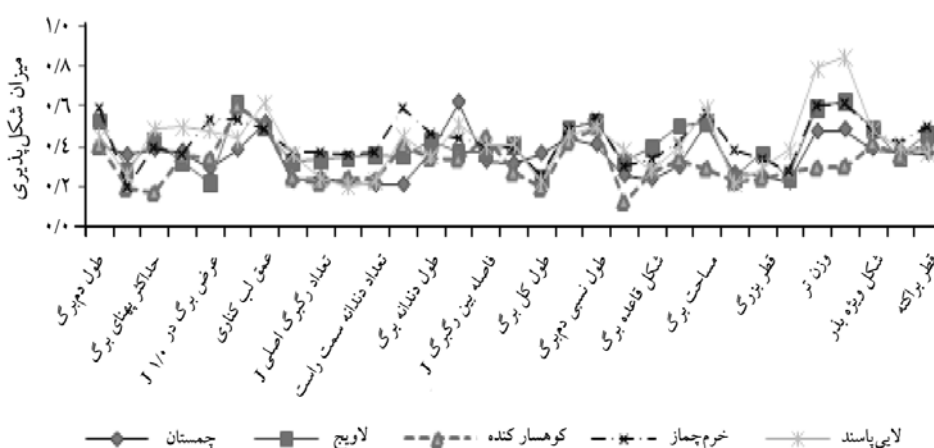 میزان شکل‌پذیری
۱/۰
۰/۸
۰/۶
۰/۴
۰/۲
۰/۰
طول دم‌برگ
حداکثر پهنای برگ
عرض برگ در ۱/۰ J
عمق لب کناری
تعداد رگبرگ اصلی J
تعداد دندانه سمت راست
طول دندانه برگ
فاصله بین رگبرگ J
طول کل برگ
طول نسبی دم‌برگ
شکل قاعده برگ
مساحت برگ
قطر بزرگ
وزن تر
شکل ویژه بذر
قطر براکته
چمستان
لاویج
کوهسار کنده
خرم‌چماز
لایی‌پاسند